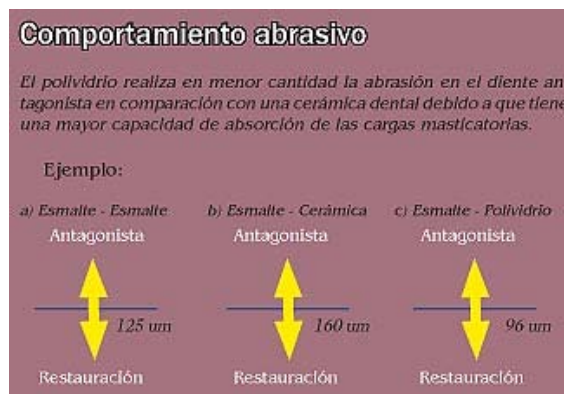 Comportamiento abrasivo
El polividrio realiza en menor cantidad la abrasión en el diente an
tagonista en comparación con una cerámica dental debido a que tiene
una mayor capacidad de absorción de las cargas masticatorias.
Ejemplo:
a) Esmalte - Esmalte b) Esmalte - Cerámica c) Esmalte - Polividrio
Antagonista Antagonista Antagonista
125 um 160 um 96 um
Restauración Restauración Restauración